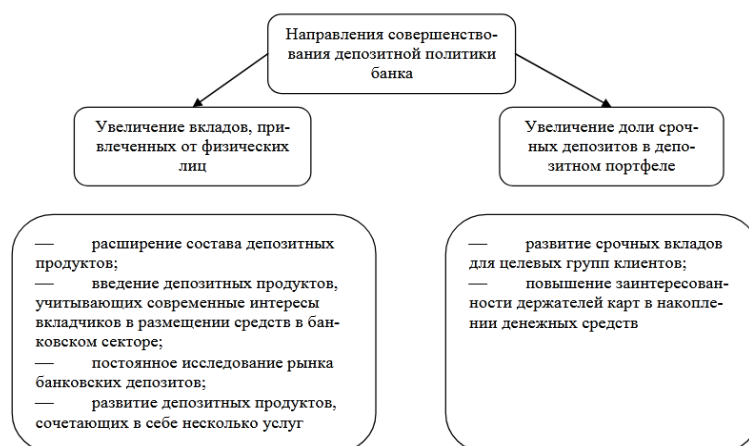 Направления совершенство-
вания депозитной политики
банка
Увеличение вкладов, при-
влеченных от физических
лиц
Увеличение доли сроч-
ных депозитов в депо-
зитном портфеле
— расширение состава депозитных
продуктов;
— введение депозитных продуктов,
учитывающих современные интересы
вкладчиков в размещении средств в бан-
ковском секторе;
— постоянное исследование рынка
банковских депозитов;
— развитие депозитных продуктов,
сочетающих в себе несколько услуг
— развитие срочных вкладов
для целевых групп клиентов;
— повышение заинтересован-
ности держателей карт в накопле-
нии денежных средств